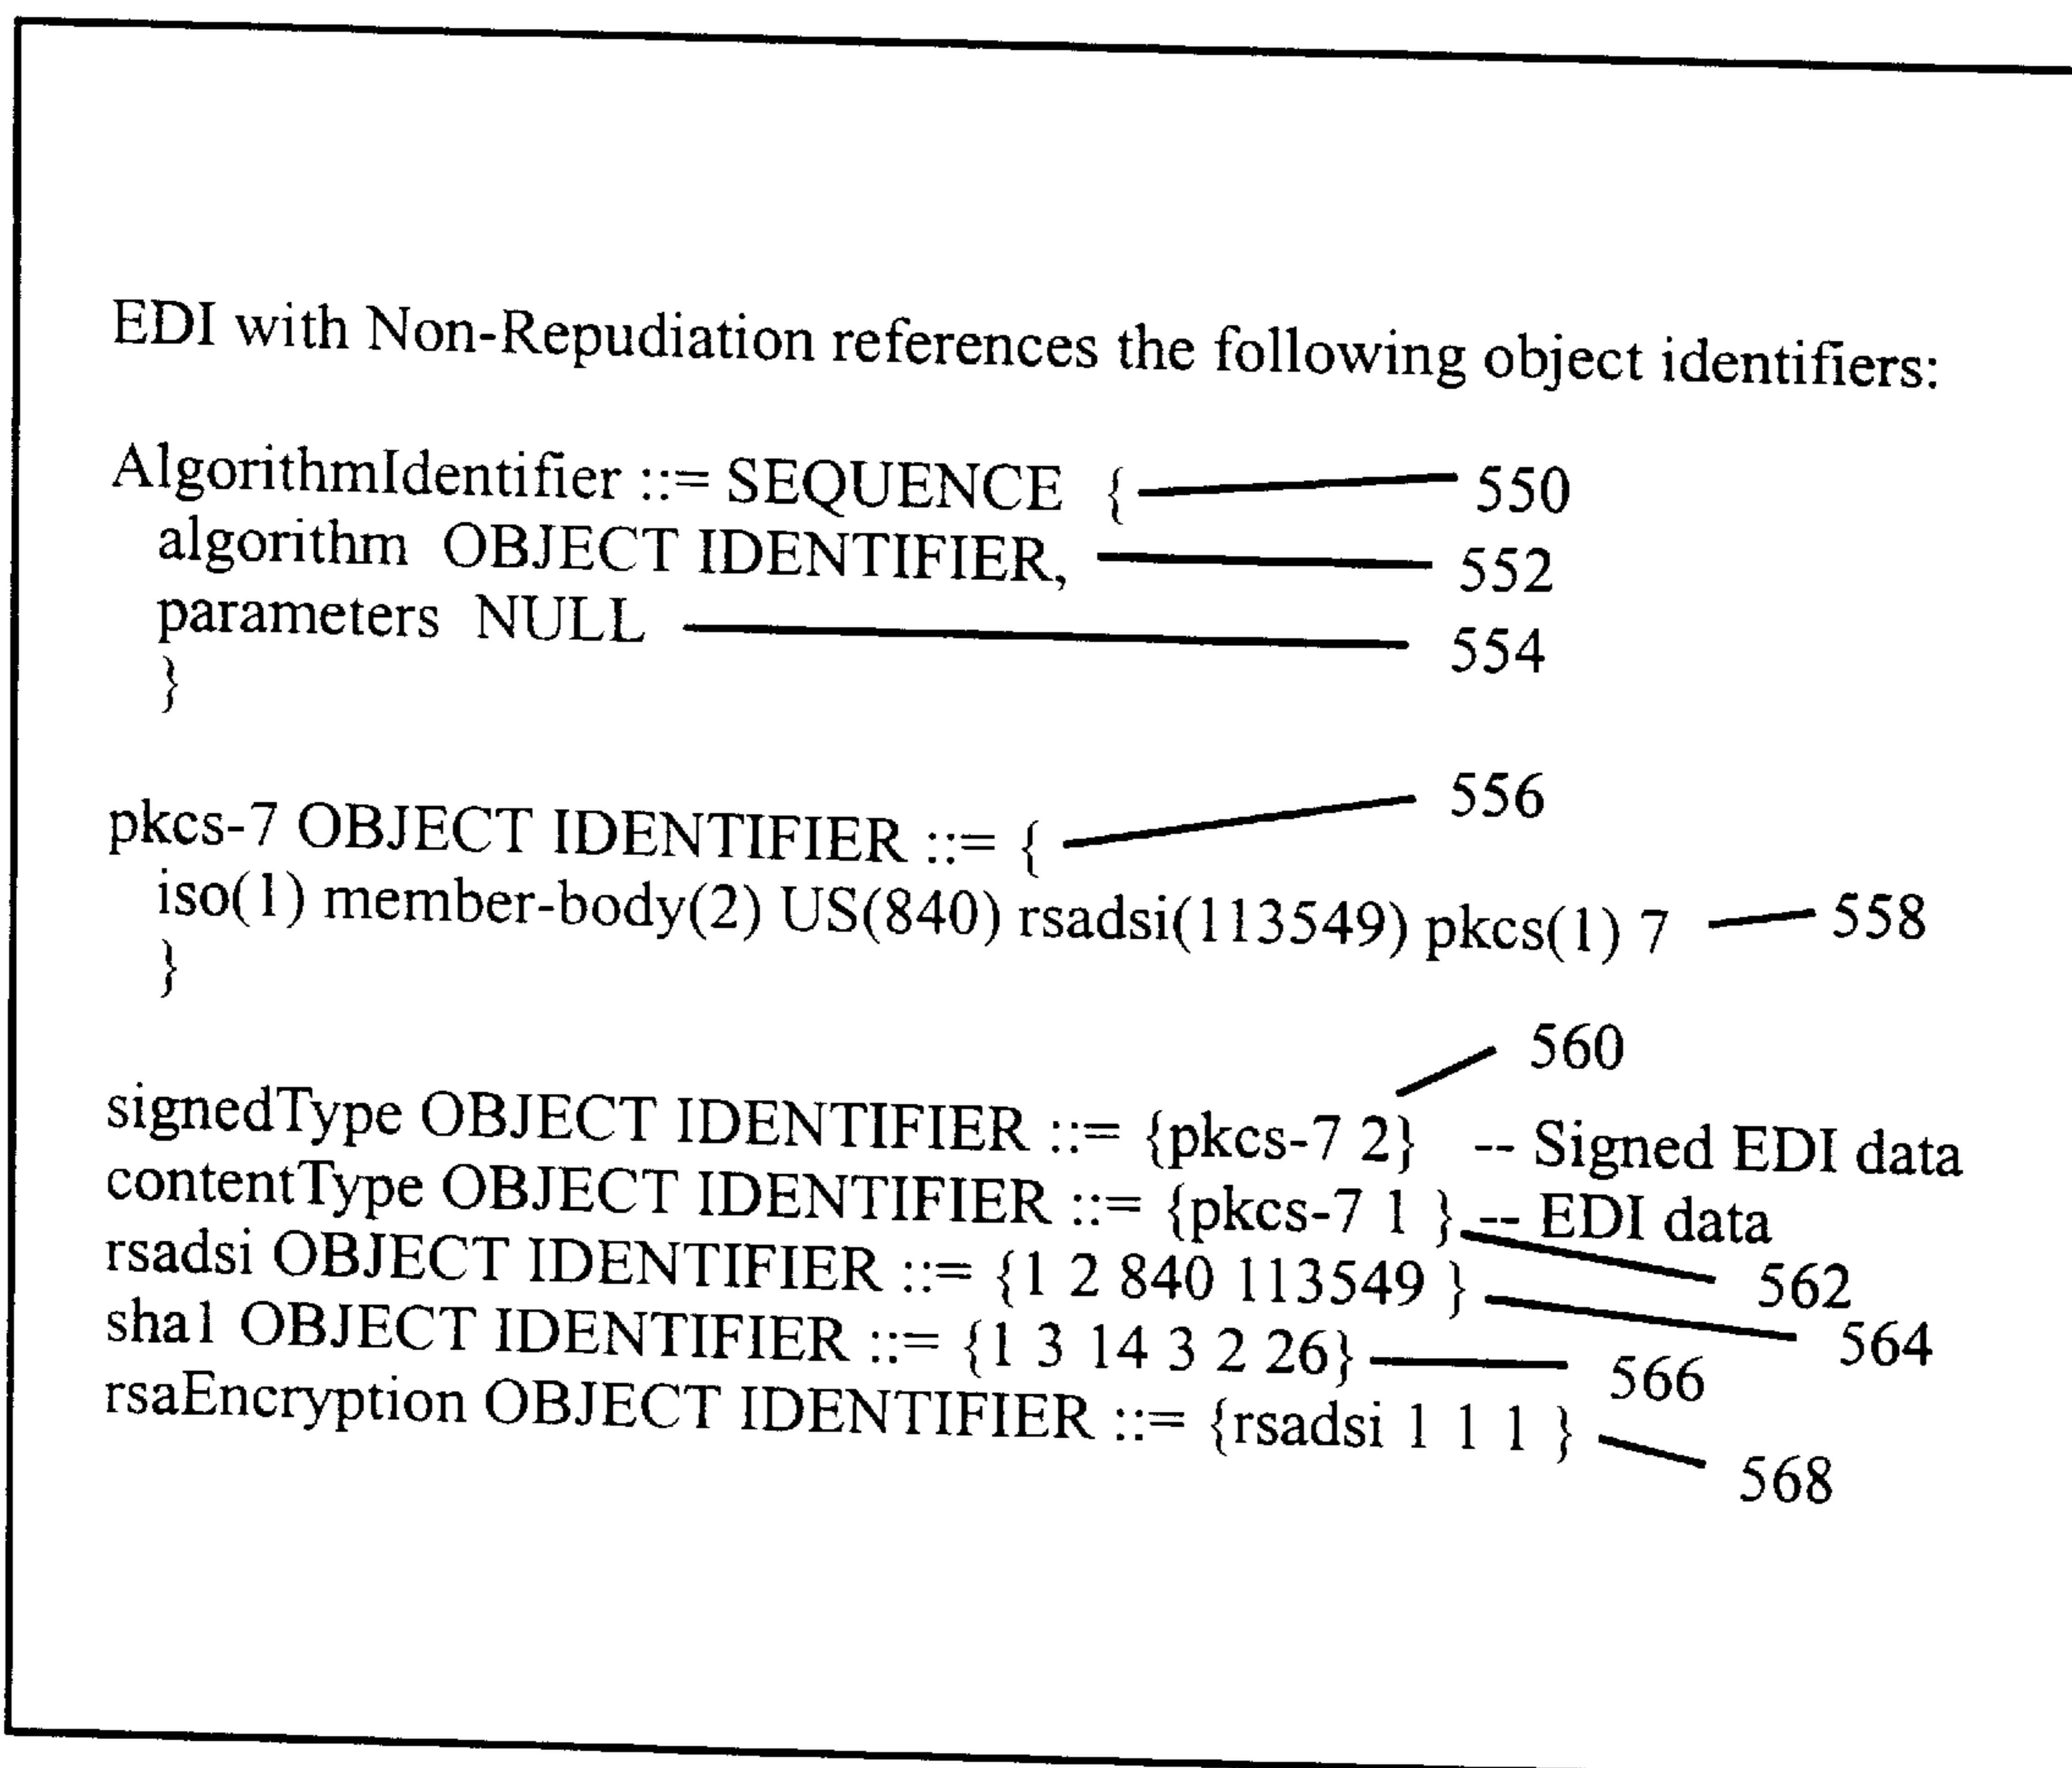 EDI with Non-Repudiation references the following object identifiers:
AlgorithmIdentifier ::= SEQUENCE { 550
algorithm OBJECT IDENTIFIER, 552
parameters NULL 554
}
556
pkcs-7 OBJECT IDENTIFIER ::= {
iso(1) member-body(2) US(840) rsadsi(113549) pkcs(1) 7 558
}
560
signedType OBJECT IDENTIFIER ::= {pkcs-7 2} -- Signed EDI data
contentType OBJECT IDENTIFIER ::= {pkcs-7 1 } -- EDI data
rsadsi OBJECT IDENTIFIER ::= {1 2 840 113549 } 562
sha1 OBJECT IDENTIFIER ::= {1 3 14 3 2 26} 566 564
rsaEncryption OBJECT IDENTIFIER ::= {rsadsi 1 1 1 } 568